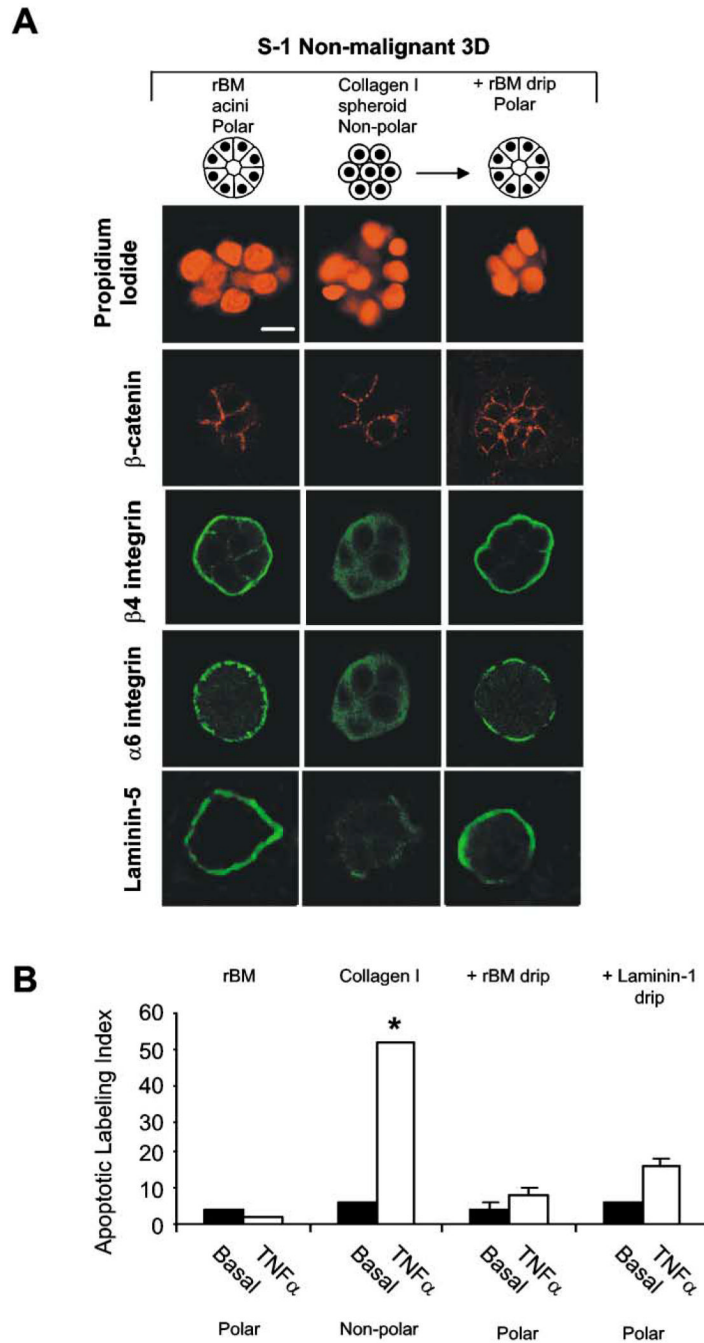 A
S-1 Non-malignant 3D
rBM
acini
Polar
Collagen I
spheroid
Non-polar
+ rBM drip
Polar
Propidium
Iodide
β-catenin
β4 integrin
α6 integrin
Laminin-5
B
rBM
Collagen I
+ rBM drip
+ Laminin-1
drip
Apoptotic Labeling Index
60
50
40
30
20
10
0
*
Basal
TNFα
Basal
TNFα
Basal
TNFα
Basal
TNFα
Polar
Non-polar
Polar
Polar